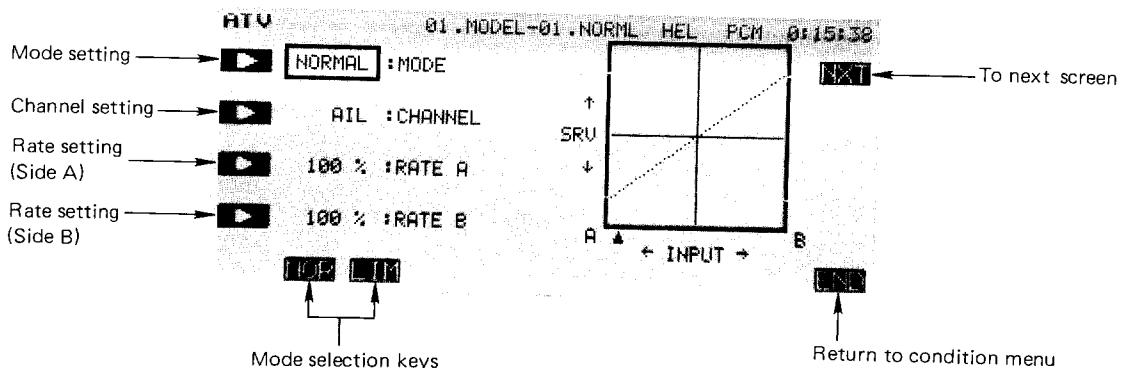 ATV 01.MODEL-01.NORML HEL PCM 0:15:38
Mode setting NORMAL :MODE NXT To next screen
Channel setting AIL :CHANNEL
↑
SRV
↓
Rate setting
(Side A) 100 % :RATE A
Rate setting
(Side B) 100 % :RATE B
A ← INPUT → B
NOR LIM
Mode selection keys Return to condition menu